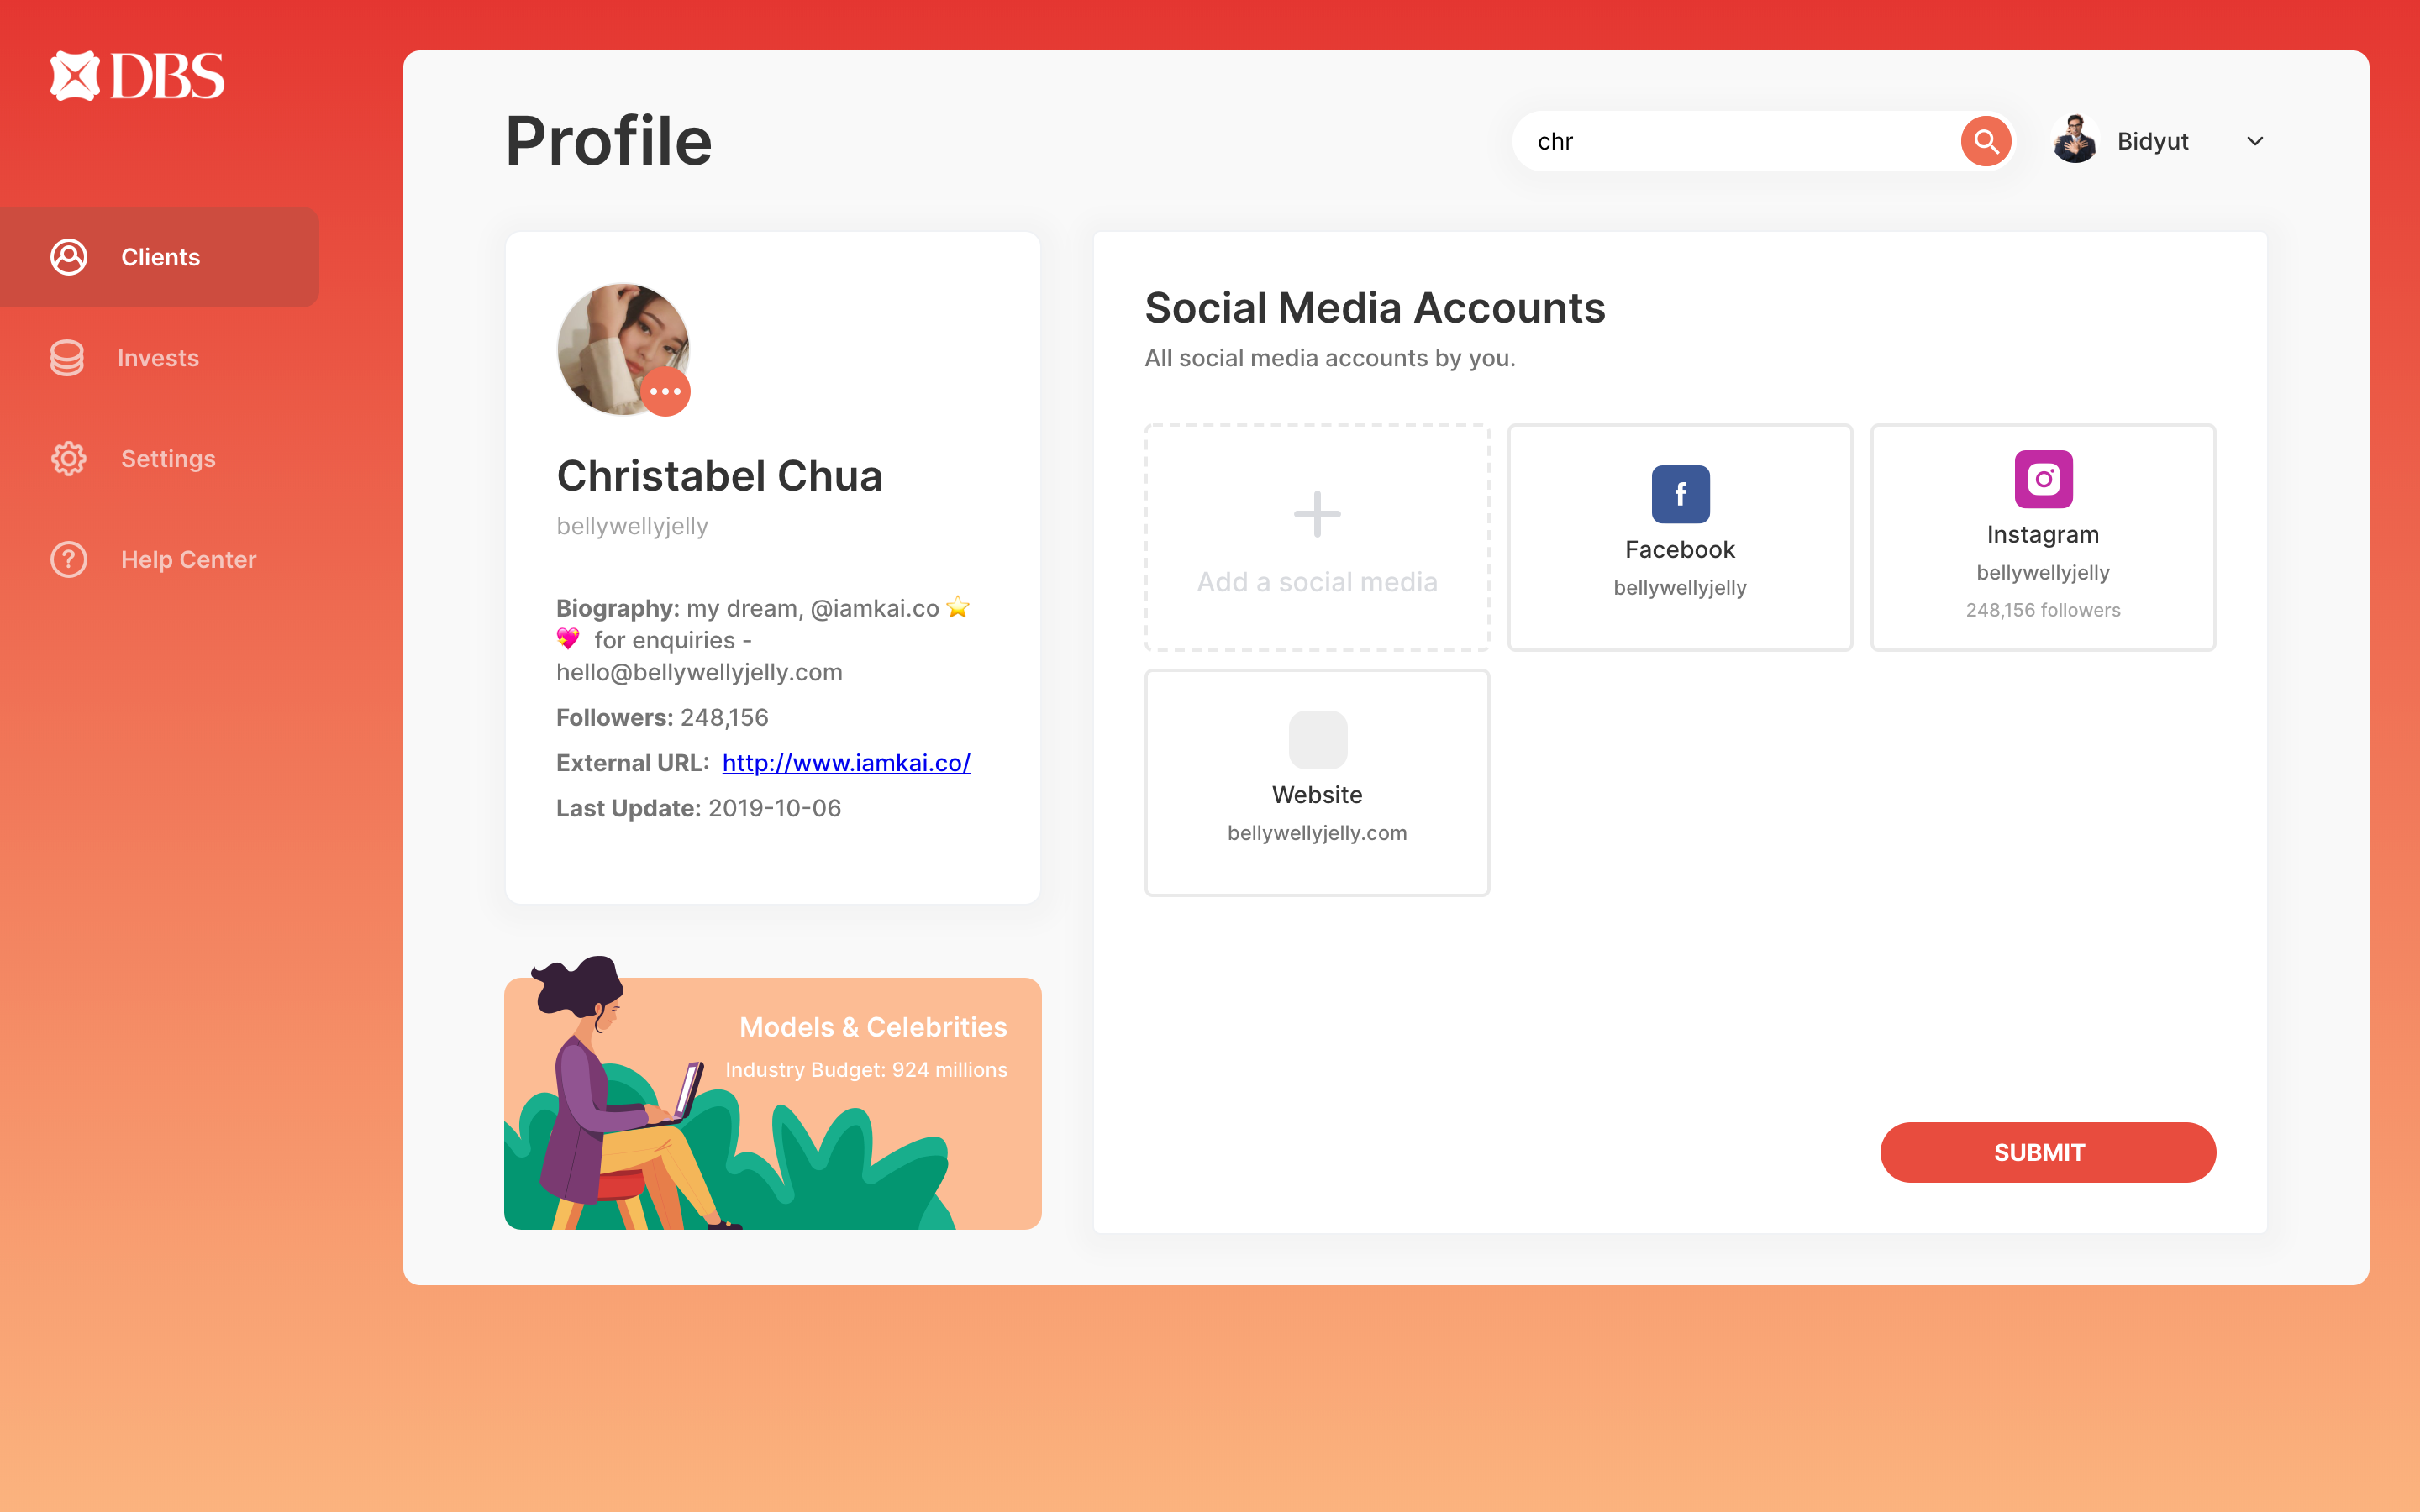 DBS
Profile
chr
Bidyut
Clients
Invests
Settings
Help Center
Christabel Chua
bellywellyjelly
Biography: my dream, @iamkai.co ⭐
💖 for enquiries -
hello@bellywellyjelly.com
Followers: 248,156
External URL: http://www.iamkai.co/
Last Update: 2019-10-06
Models & Celebrities
Industry Budget: 924 millions
Social Media Accounts
All social media accounts by you.
Add a social media
Facebook
bellywellyjelly
Instagram
bellywellyjelly
248,156 followers
Website
bellywellyjelly.com
SUBMIT